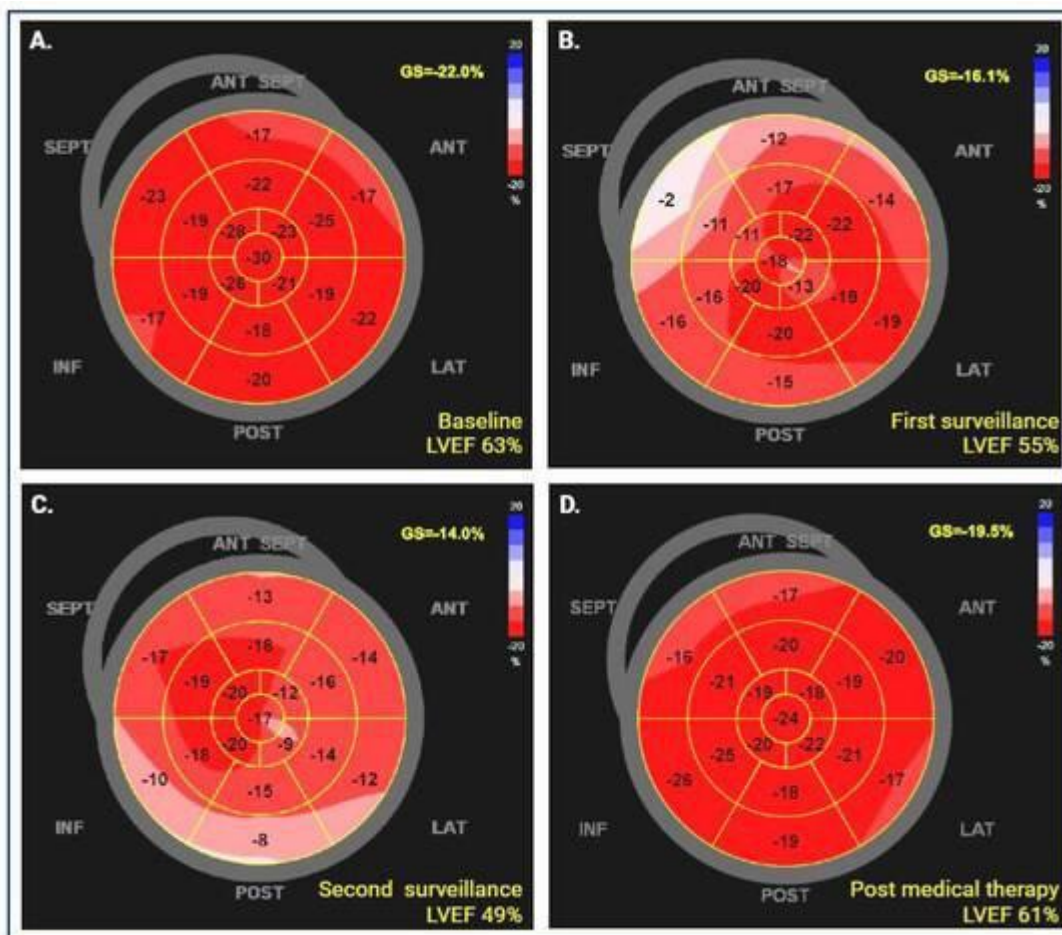 A.
GS=-22.0%
20
-20
%
ANT SEPT
SEPT
ANT
-17
-23
-22
-17
-19
-25
-28
-23
-30
-19
-26
-21
-19
-17
-18
-22
-20
INF
LAT
POST
Baseline
LVEF 63%
B.
GS=-16.1%
20
-20
%
ANT SEPT
SEPT
ANT
-12
-2
-17
-14
-11
-22
-11
-22
-18
-16
-20
-13
-16
-20
-19
-15
INF
LAT
POST
First surveillance
LVEF 55%
C.
GS=-14.0%
20
-20
%
ANT SEPT
SEPT
ANT
-13
-17
-18
-14
-19
-16
-20
-12
-17
-18
-20
-9
-14
-10
-15
-12
-8
INF
LAT
POST
Second surveillance
LVEF 49%
D.
GS=-19.5%
20
-20
%
ANT SEPT
SEPT
ANT
-17
-16
-20
-20
-21
-19
-19
-18
-24
-25
-20
-22
-21
-26
-18
-17
-19
INF
LAT
POST
Post medical therapy
LVEF 61%